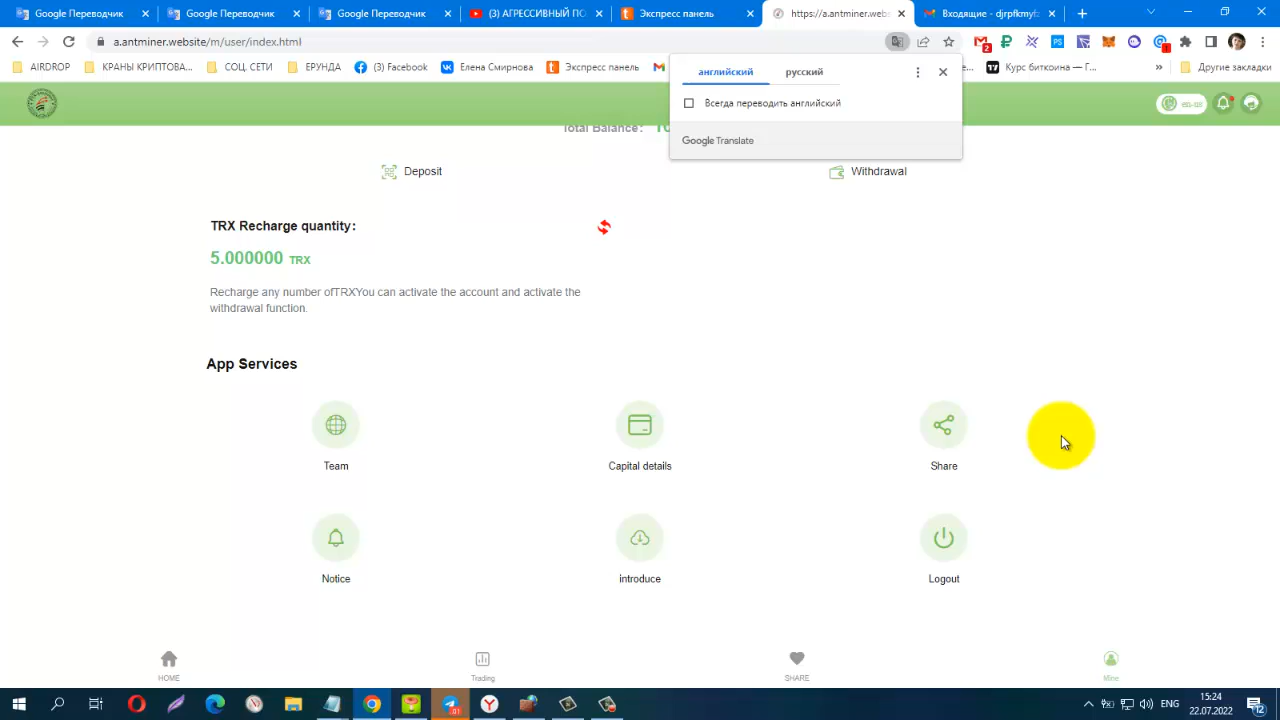 Google Переводчик
Google Переводчик
Google Переводчик
(3) АГРЕССИВНЫЙ ПО
Экспресс панель
https://a.antminer.webs
Входящие - djrpfkmyf
a.antminer.website/m/user/index.html
AIRDROP
КРАНЫ КРИПТОВА...
СОЦ. СЕТИ
ЕРУНДА
(3) Facebook
Елена Смирнова
Экспресс панель
Курс биткоина — Г...
»
Другие закладки
английский
русский
Всегда переводить английский
Google Translate
en-us
Total Balance:
Deposit
Withdrawal
TRX Recharge quantity:
5.000000 TRX
Recharge any number ofTRXYou can activate the account and activate the
withdrawal function.
App Services
Team
Capital details
Share
Notice
introduce
Logout
HOME
Trading
SHARE
Mine
ENG
15:24
22.07.2022